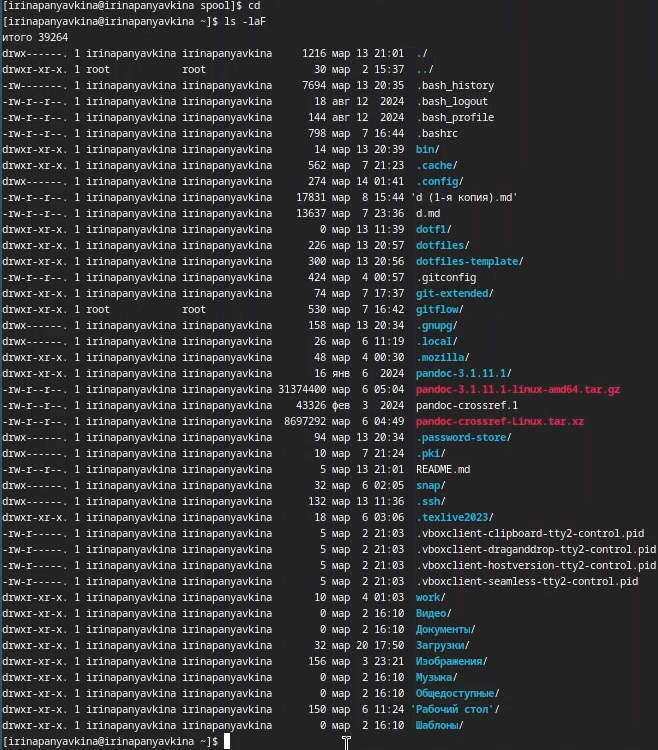 [irinapanyavkina@irinapanyavkina spool]$ cd
[irinapanyavkina@irinapanyavkina ~]$ ls -laF
итого 39264
drwx------. 1 irinapanyavkina irinapanyavkina 1216 мар 13 21:01 ./
drwxr-xr-x. 1 root root 30 мар 2 15:37 ../
-rw-------. 1 irinapanyavkina irinapanyavkina 7694 мар 13 20:35 .bash_history
-rw-r--r--. 1 irinapanyavkina irinapanyavkina 18 авг 12 2024 .bash_logout
-rw-r--r--. 1 irinapanyavkina irinapanyavkina 144 авг 12 2024 .bash_profile
-rw-r--r--. 1 irinapanyavkina irinapanyavkina 798 мар 7 16:44 .bashrc
drwxr-xr-x. 1 irinapanyavkina irinapanyavkina 14 мар 13 20:39 bin/
drwxr-xr-x. 1 irinapanyavkina irinapanyavkina 562 мар 7 21:23 .cache/
drwx------. 1 irinapanyavkina irinapanyavkina 274 мар 14 01:41 .config/
-rw-r--r--. 1 irinapanyavkina irinapanyavkina 17831 мар 8 15:44 'd (1-я копия).md'
-rw-r--r--. 1 irinapanyavkina irinapanyavkina 13637 мар 7 23:36 d.md
drwxr-xr-x. 1 irinapanyavkina irinapanyavkina 0 мар 13 11:39 dotf1/
drwxr-xr-x. 1 irinapanyavkina irinapanyavkina 226 мар 13 20:57 dotfiles/
drwxr-xr-x. 1 irinapanyavkina irinapanyavkina 300 мар 13 20:56 dotfiles-template/
-rw-r--r--. 1 irinapanyavkina irinapanyavkina 424 мар 4 00:57 .gitconfig
drwxr-xr-x. 1 irinapanyavkina irinapanyavkina 74 мар 7 17:37 git-extended/
drwxr-xr-x. 1 root root 530 мар 7 16:42 gitflow/
drwx------. 1 irinapanyavkina irinapanyavkina 158 мар 13 20:34 .gnupg/
drwx------. 1 irinapanyavkina irinapanyavkina 26 мар 6 11:19 .local/
drwxr-xr-x. 1 irinapanyavkina irinapanyavkina 48 мар 4 00:30 .mozilla/
drwxr-xr-x. 1 irinapanyavkina irinapanyavkina 16 янв 6 2024 pandoc-3.1.11.1/
-rw-r--r--. 1 irinapanyavkina irinapanyavkina 31374400 мар 6 05:04 pandoc-3.1.11.1-linux-amd64.tar.gz
-rw-r--r--. 1 irinapanyavkina irinapanyavkina 43326 фев 3 2024 pandoc-crossref.1
-rw-r--r--. 1 irinapanyavkina irinapanyavkina 8697292 мар 6 04:49 pandoc-crossref-Linux.tar.xz
drwx------. 1 irinapanyavkina irinapanyavkina 94 мар 13 20:34 .password-store/
drwx------. 1 irinapanyavkina irinapanyavkina 10 мар 7 21:24 .pki/
-rw-r--r--. 1 irinapanyavkina irinapanyavkina 5 мар 13 21:01 README.md
drwx------. 1 irinapanyavkina irinapanyavkina 32 мар 6 02:05 snap/
drwx------. 1 irinapanyavkina irinapanyavkina 132 мар 13 11:36 .ssh/
drwxr-xr-x. 1 irinapanyavkina irinapanyavkina 18 мар 6 03:06 .texlive2023/
-rw-r-----. 1 irinapanyavkina irinapanyavkina 5 мар 2 21:03 .vboxclient-clipboard-tty2-control.pid
-rw-r-----. 1 irinapanyavkina irinapanyavkina 5 мар 2 21:03 .vboxclient-draganddrop-tty2-control.pid
-rw-r-----. 1 irinapanyavkina irinapanyavkina 5 мар 2 21:03 .vboxclient-hostversion-tty2-control.pid
-rw-r-----. 1 irinapanyavkina irinapanyavkina 5 мар 2 21:03 .vboxclient-seamless-tty2-control.pid
drwxr-xr-x. 1 irinapanyavkina irinapanyavkina 10 мар 4 01:03 work/
drwxr-xr-x. 1 irinapanyavkina irinapanyavkina 0 мар 2 16:10 Видео/
drwxr-xr-x. 1 irinapanyavkina irinapanyavkina 0 мар 2 16:10 Документы/
drwxr-xr-x. 1 irinapanyavkina irinapanyavkina 32 мар 20 17:50 Загрузки/
drwxr-xr-x. 1 irinapanyavkina irinapanyavkina 156 мар 3 23:21 Изображения/
drwxr-xr-x. 1 irinapanyavkina irinapanyavkina 0 мар 2 16:10 Музыка/
drwxr-xr-x. 1 irinapanyavkina irinapanyavkina 0 мар 2 16:10 Общедоступные/
drwxr-xr-x. 1 irinapanyavkina irinapanyavkina 150 мар 6 11:24 'Рабочий стол'/
drwxr-xr-x. 1 irinapanyavkina irinapanyavkina 0 мар 2 16:10 Шаблоны/
[irinapanyavkina@irinapanyavkina ~]$